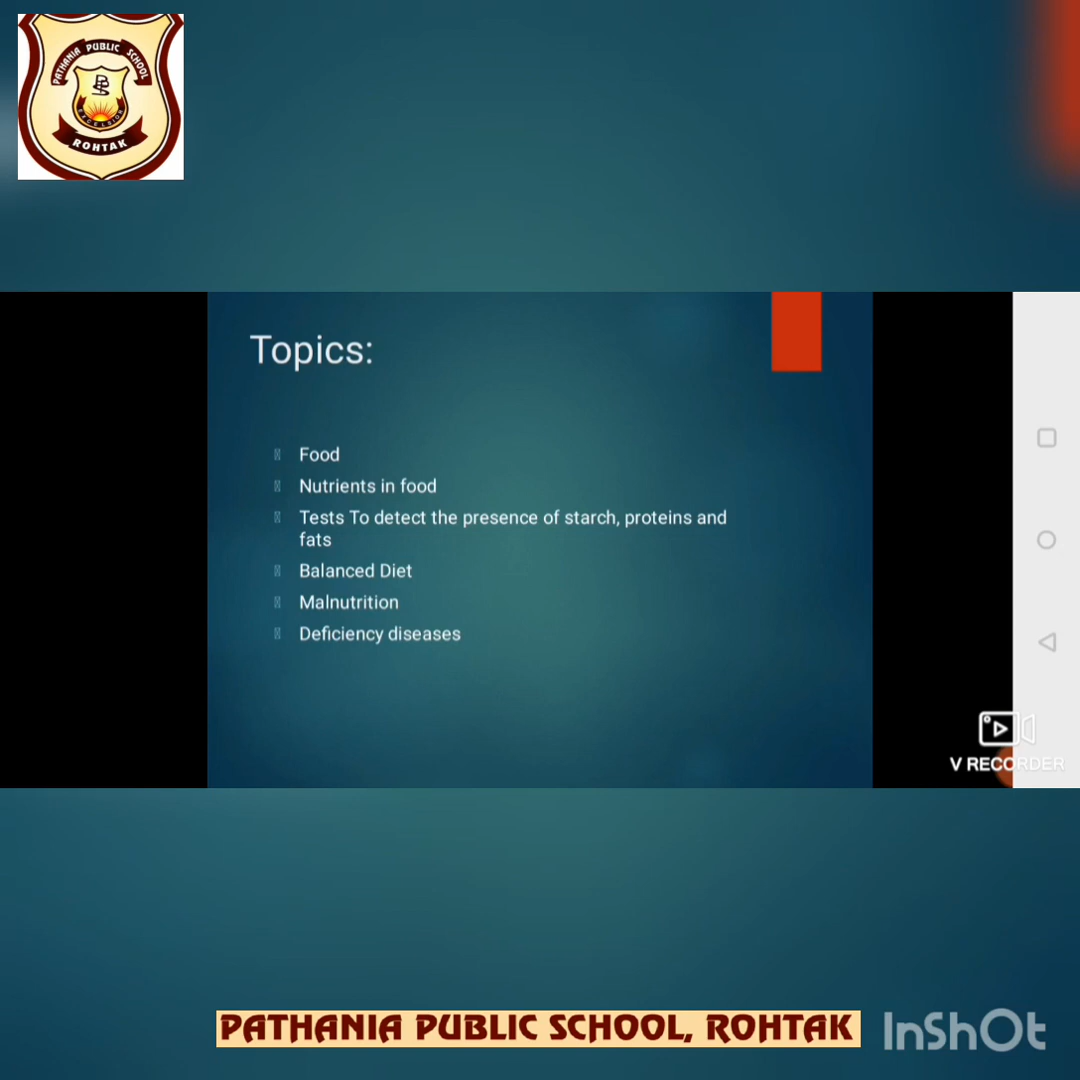 PATHANIA PUBLIC SCHOOL
EXCELSIOR
ROHTAK
Topics:
Food
Nutrients in food
Tests To detect the presence of starch, proteins and
fats
Balanced Diet
Malnutrition
Deficiency diseases
V RECORDER
PATHANIA PUBLIC SCHOOL, ROHTAK
InShOt